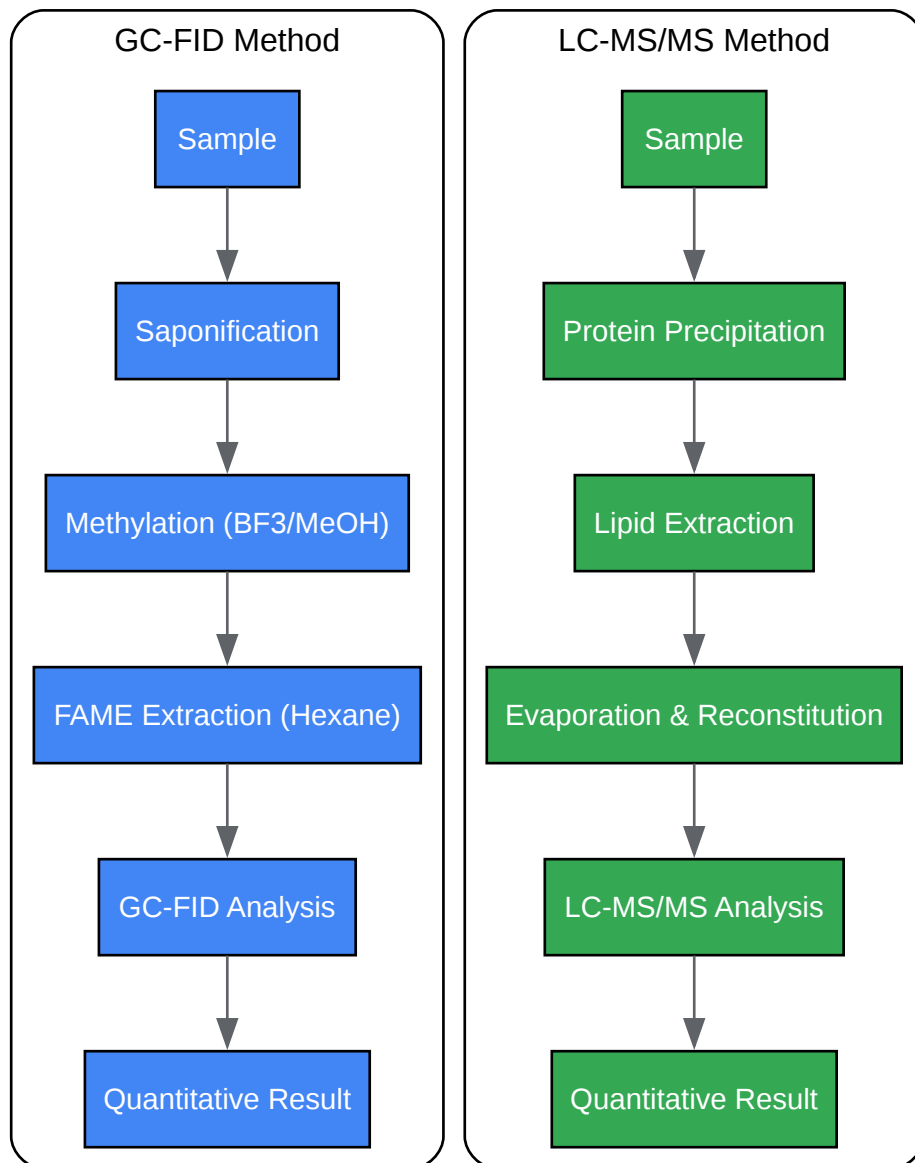 GC-FID Method
Sample
Saponification
Methylation (BF3/MeOH)
FAME Extraction (Hexane)
GC-FID Analysis
Quantitative Result
LC-MS/MS Method
Sample
Protein Precipitation
Lipid Extraction
Evaporation & Reconstitution
LC-MS/MS Analysis
Quantitative Result